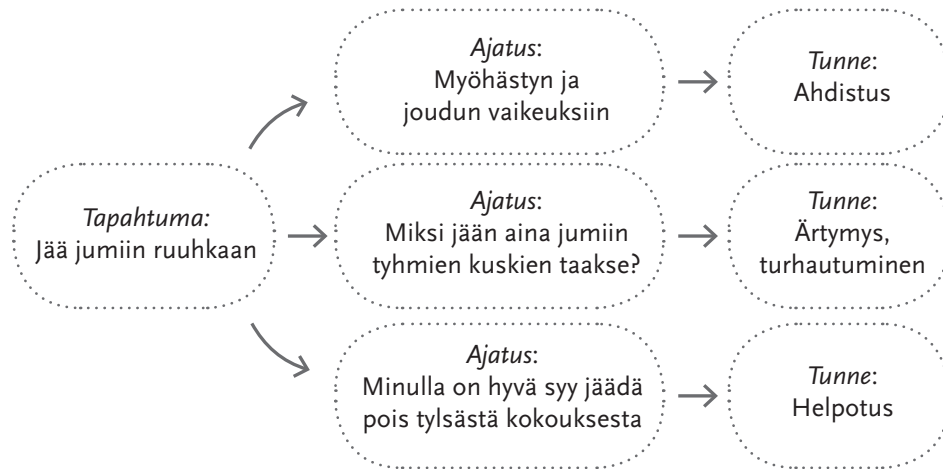 Tapahtuma:
Jää jumiin ruuhkaan
Ajatus:
Myöhästyn ja
joudun vaikeuksiin
Tunne:
Ahdistus
Ajatus:
Miksi jään aina jumiin
tyhmien kuskien taakse?
Tunne:
Ärtymys,
turhautuminen
Ajatus:
Minulla on hyvä syy jäädä
pois tylsästä kokouksesta
Tunne:
Helpotus